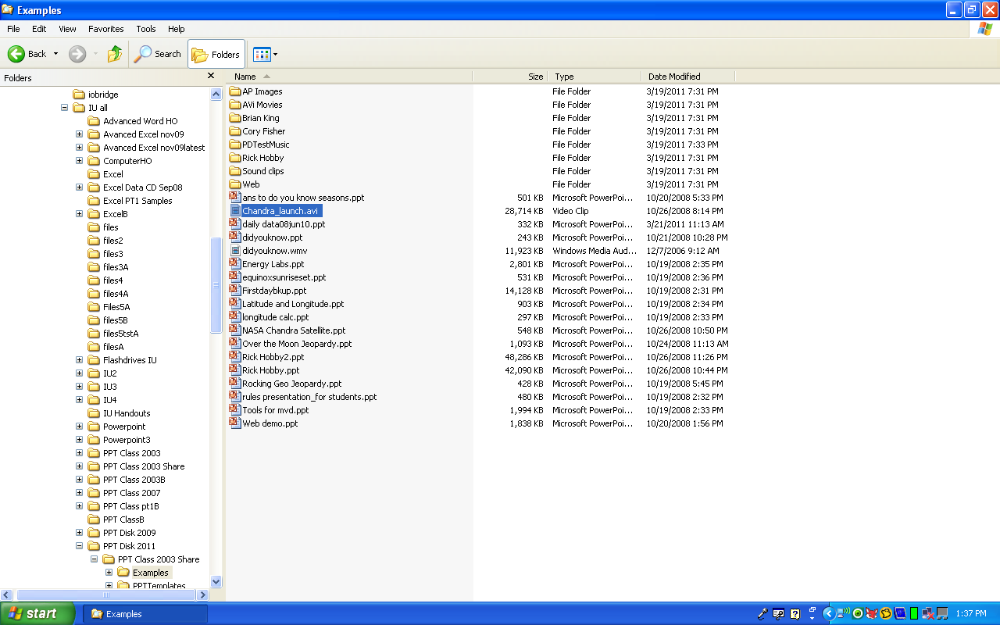 Examples
File Edit View Favorites Tools Help
Back Search Folders
Folders
iobridge
IU all
Advanced Word HO
Avanced Excel nov09
Avanced Excel nov09latest
ComputerHO
Excel
Excel Data CD Sep08
Excel PT1 Samples
ExcelB
files
files2
files3
files3A
files4
files4A
Files5A
files5B
files5tstA
filesA
Flashdrives IU
IU2
IU3
IU4
IU Handouts
Powerpoint
Powerpoint3
PPT Class 2003
PPT Class 2003 Share
PPT Class 2003B
PPT Class 2007
PPT Class pt1B
PPT ClassB
PPT Disk 2009
PPT Disk 2011
PPT Class 2003 Share
Examples
PPTTemplates
Name Size Type Date Modified
AP Images File Folder 3/19/2011 7:31 PM
AVi Movies File Folder 3/19/2011 7:31 PM
Brian King File Folder 3/19/2011 7:31 PM
Cory Fisher File Folder 3/19/2011 7:31 PM
PDTestMusic File Folder 3/19/2011 7:33 PM
Rick Hobby File Folder 3/19/2011 7:31 PM
Sound clips File Folder 3/19/2011 7:31 PM
Web File Folder 3/19/2011 7:31 PM
ans to do you know seasons.ppt 501 KB Microsoft PowerPoi... 10/20/2008 5:33 PM
Chandra_launch.avi 28,714 KB Video Clip 10/26/2008 8:14 PM
daily data08jun10.ppt 332 KB Microsoft PowerPoi... 3/21/2011 11:13 AM
didyouknow.ppt 243 KB Microsoft PowerPoi... 10/21/2008 10:28 PM
didyouknow.wmv 11,923 KB Windows Media Aud... 12/7/2006 9:12 AM
Energy Labs.ppt 2,801 KB Microsoft PowerPoi... 10/19/2008 2:35 PM
equinoxsunriseset.ppt 531 KB Microsoft PowerPoi... 10/19/2008 2:36 PM
Firstdaybkup.ppt 14,128 KB Microsoft PowerPoi... 10/19/2008 2:31 PM
Latitude and Longitude.ppt 903 KB Microsoft PowerPoi... 10/19/2008 2:34 PM
longitude calc.ppt 297 KB Microsoft PowerPoi... 10/19/2008 2:33 PM
NASA Chandra Satellite.ppt 548 KB Microsoft PowerPoi... 10/26/2008 10:50 PM
Over the Moon Jeopardy.ppt 1,093 KB Microsoft PowerPoi... 10/24/2008 11:13 AM
Rick Hobby2.ppt 48,286 KB Microsoft PowerPoi... 10/26/2008 11:26 PM
Rick Hobby.ppt 42,090 KB Microsoft PowerPoi... 10/26/2008 10:44 PM
Rocking Geo Jeopardy.ppt 428 KB Microsoft PowerPoi... 10/19/2008 5:45 PM
rules presentation_for students.ppt 480 KB Microsoft PowerPoi... 10/19/2008 2:32 PM
Tools for mvd.ppt 1,994 KB Microsoft PowerPoi... 10/19/2008 2:33 PM
Web demo.ppt 1,838 KB Microsoft PowerPoi... 10/20/2008 1:56 PM
start Examples 1:37 PM